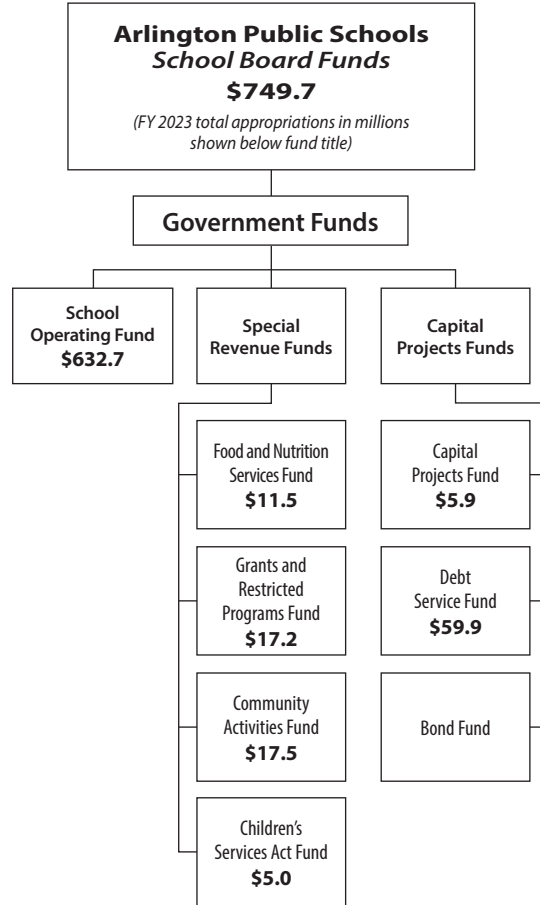 Arlington Public Schools
School Board Funds
$749.7
(FY 2023 total appropriations in millions
shown below fund title)
Government Funds
School
Operating Fund
$632.7
Special
Revenue Funds
Capital
Projects Funds
Food and Nutrition
Services Fund
$11.5
Grants and
Restricted
Programs Fund
$17.2
Community
Activities Fund
$17.5
Children's
Services Act Fund
$5.0
Capital
Projects Fund
$5.9
Debt
Service Fund
$59.9
Bond Fund